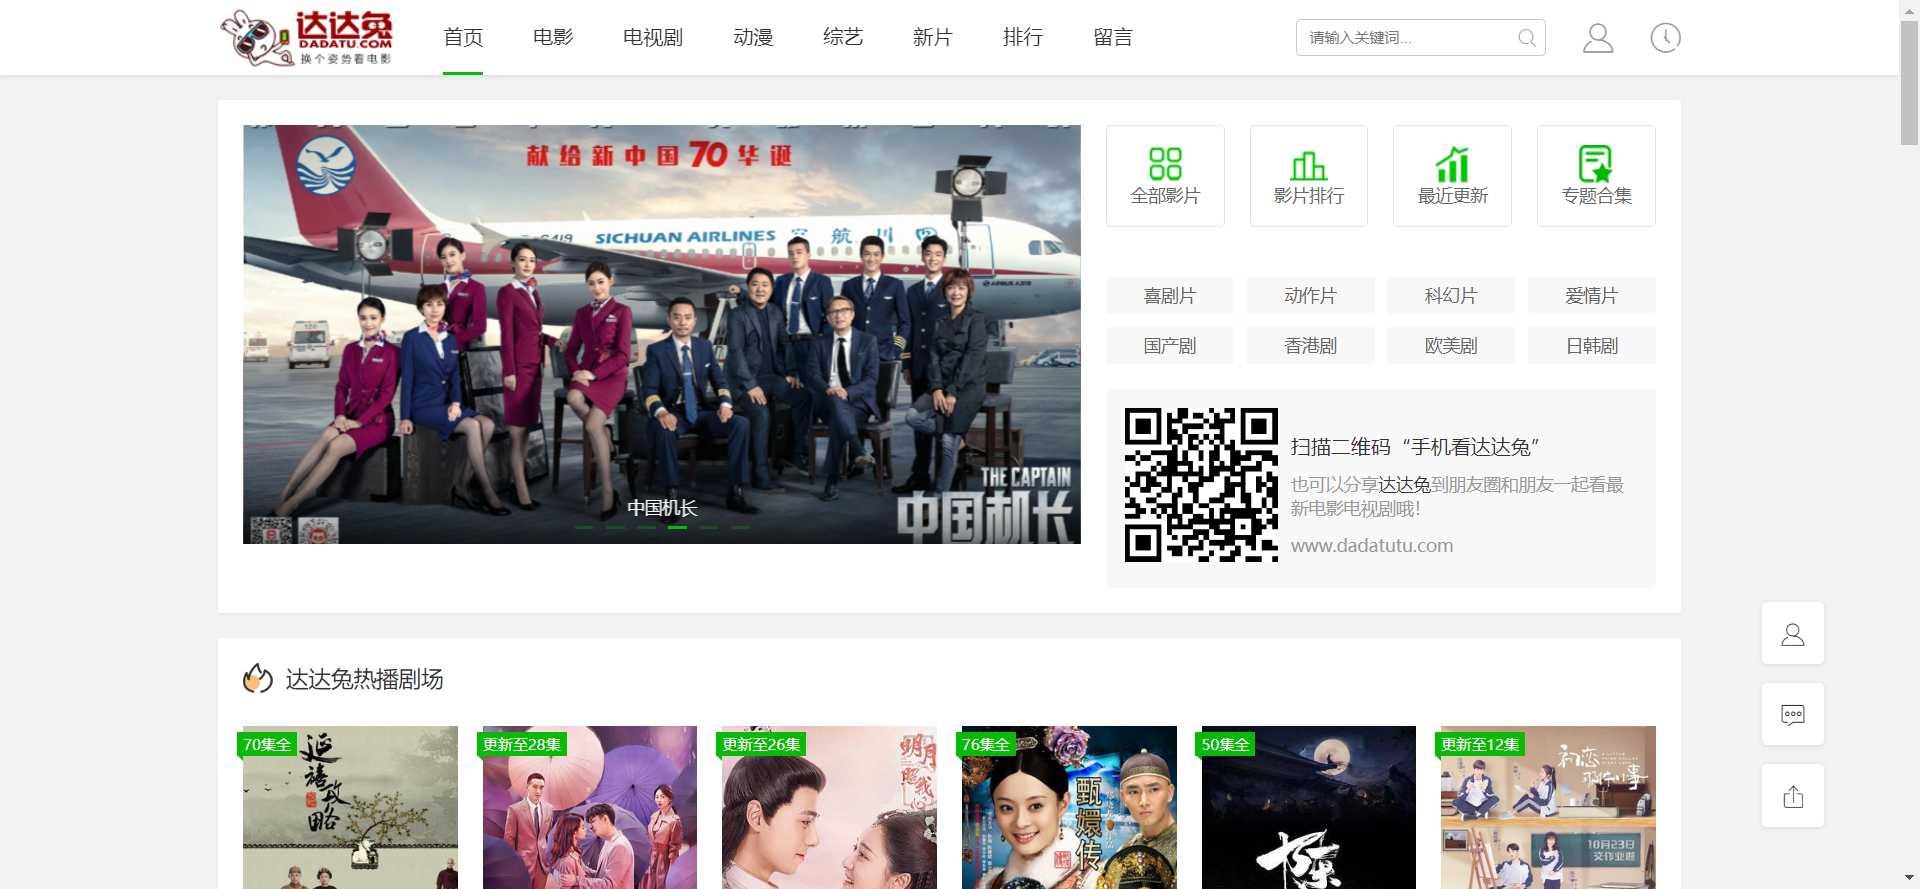 达达兔
DADATU.COM
换个姿势看电影
首页
电影
电视剧
动漫
综艺
新片
排行
留言
请输入关键词...
献给新中国70华诞
SICHUAN AIRLINES 空航川四
AIRBUS A319
120
THE CAPTAIN
中国机长
中国机长
全部影片
影片排行
最近更新
专题合集
喜剧片
动作片
科幻片
爱情片
国产剧
香港剧
欧美剧
日韩剧
扫描二维码“手机看达达兔”
也可以分享达达兔到朋友圈和朋友一起看最
新电影电视剧哦!
www.dadatutu.com
达达兔热播剧场
70集全
延禧攻略
更新至28集
更新至26集
明月照我心
76集全
甄嬛传
50集全
更新至12集
初恋那件小事
10月23日
交作业啦